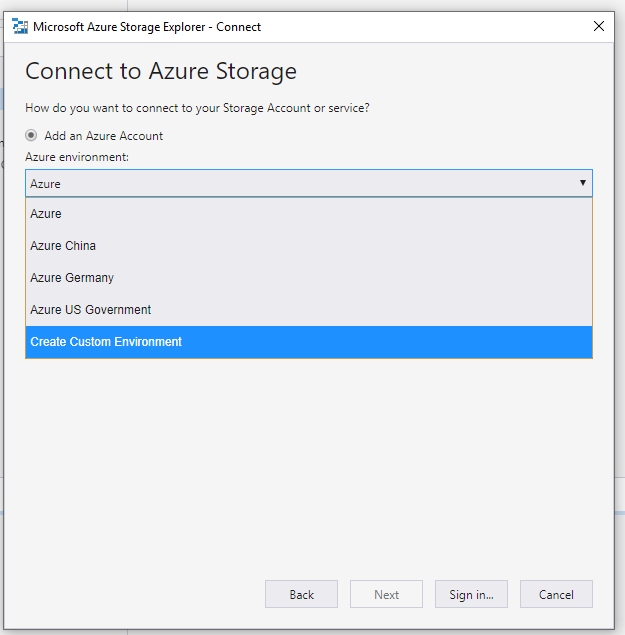 Microsoft Azure Storage Explorer - Connect
Connect to Azure Storage
How do you want to connect to your Storage Account or service?
Add an Azure Account
Azure environment:
Azure
Azure
Azure China
Azure Germany
Azure US Government
Create Custom Environment
Back Next Sign in... Cancel